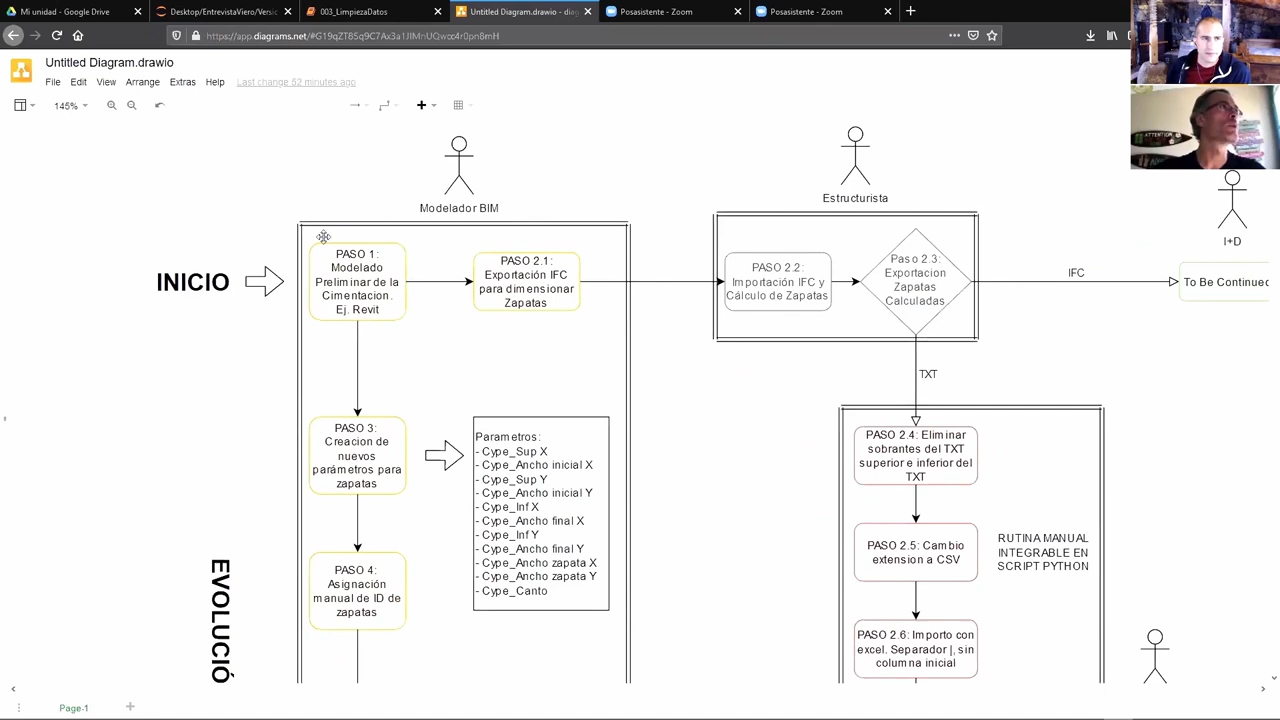 Mi unidad - Google Drive
Desktop/EntrevistaViero/Versic
003_LimpiezaDatos
Untitled Diagram.drawio - diag
Posasistente - Zoom
Posasistente - Zoom
Untitled Diagram.drawio
File Edit View Arrange Extras Help Last change 52 minutes ago
145%
ATTENTION
Modelador BIM
Estructurista
I+D
INICIO
PASO 1:
Modelado
Preliminar de la
Cimentacion.
Ej. Revit
PASO 2.1:
Exportación IFC
para dimensionar
Zapatas
PASO 2.2:
Importación IFC y
Cálculo de Zapatas
Paso 2.3:
Exportacion
Zapatas
Calculadas
IFC
To Be Continued
TXT
PASO 3:
Creacion de
nuevos
parámetros para
zapatas
Parametros:
- Cype_Sup X
- Cype_Ancho inicial X
- Cype_Sup Y
- Cype_Ancho inicial Y
- Cype_Inf X
- Cype_Ancho final X
- Cype_Inf Y
- Cype_Ancho final Y
- Cype_Ancho zapata X
- Cype_Ancho zapata Y
- Cype_Canto
PASO 2.4: Eliminar
sobrantes del TXT
superior e inferior del
TXT
PASO 2.5: Cambio
extension a CSV
RUTINA MANUAL
INTEGRABLE EN
SCRIPT PYTHON
PASO 4:
Asignación
manual de ID de
zapatas
PASO 2.6: Importo con
excel. Separador |, sin
columna inicial
EVOLUCIÓ
Page-1